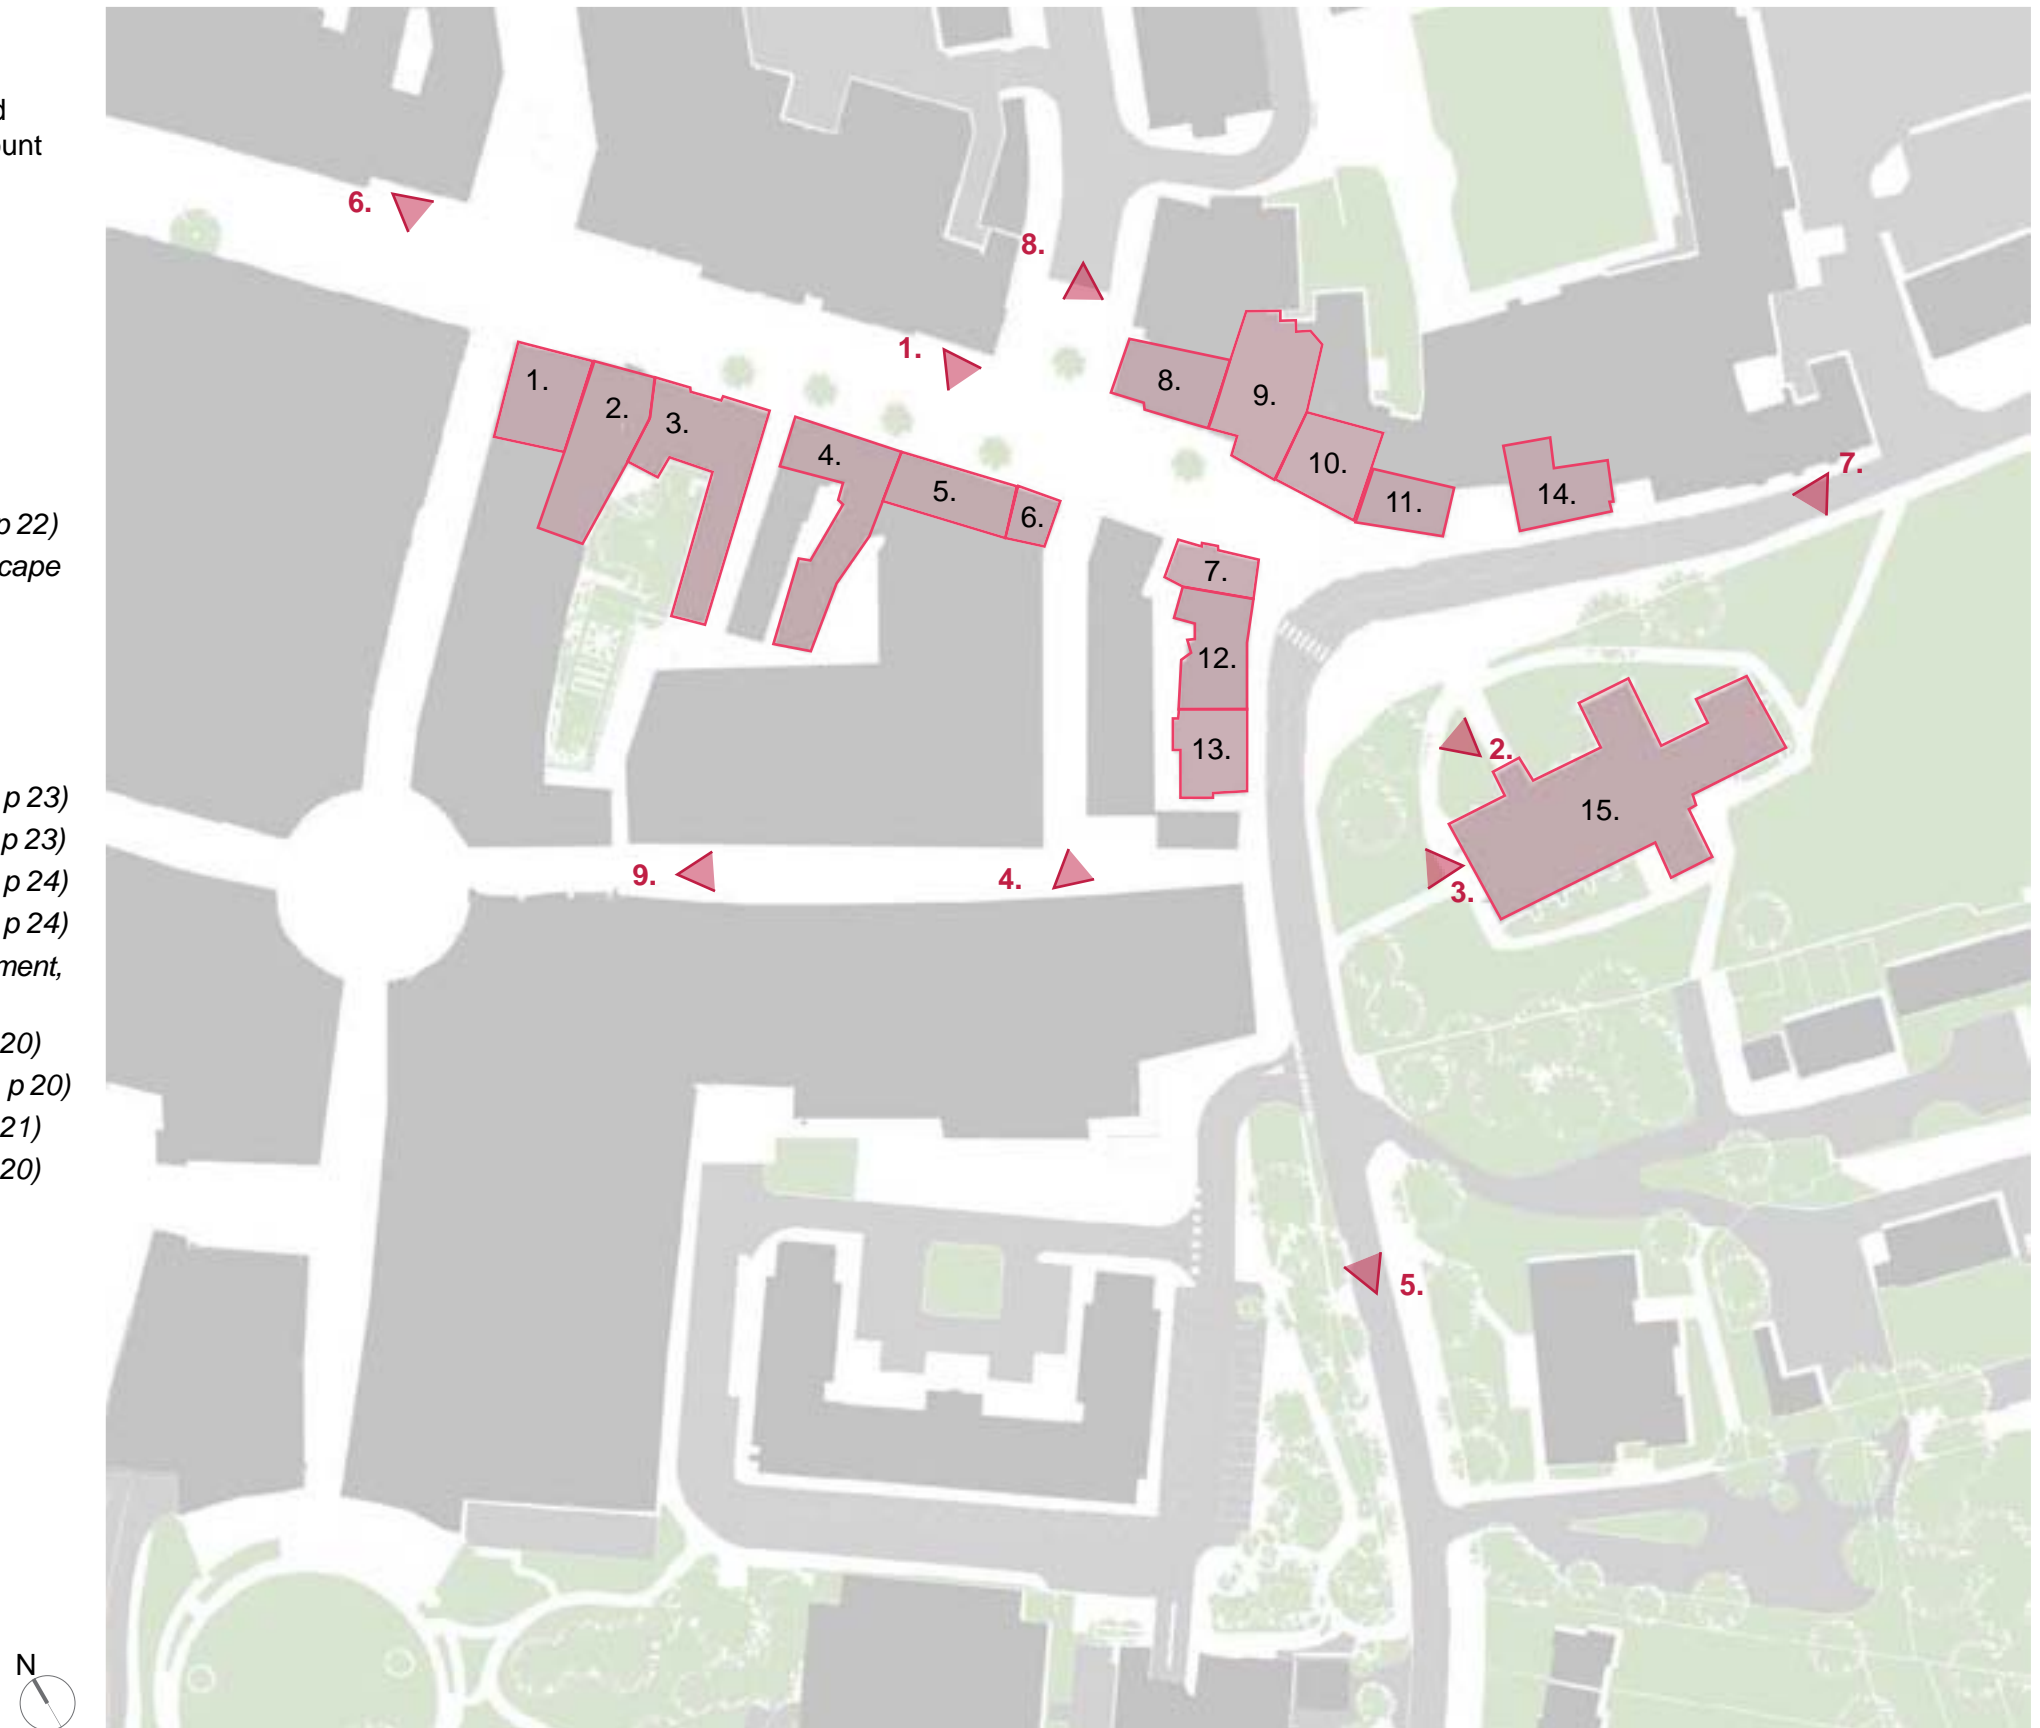 d
ount
p 22)
cape
p 23)
p 23)
p 24)
p 24)
ment,
20)
p 20)
21)
20)
N
6.
8.
1.
7.
2.
3.
9.
4.
5.
1.
2.
3.
4.
5.
6.
7.
8.
9.
10.
11.
12.
13.
14.
15.